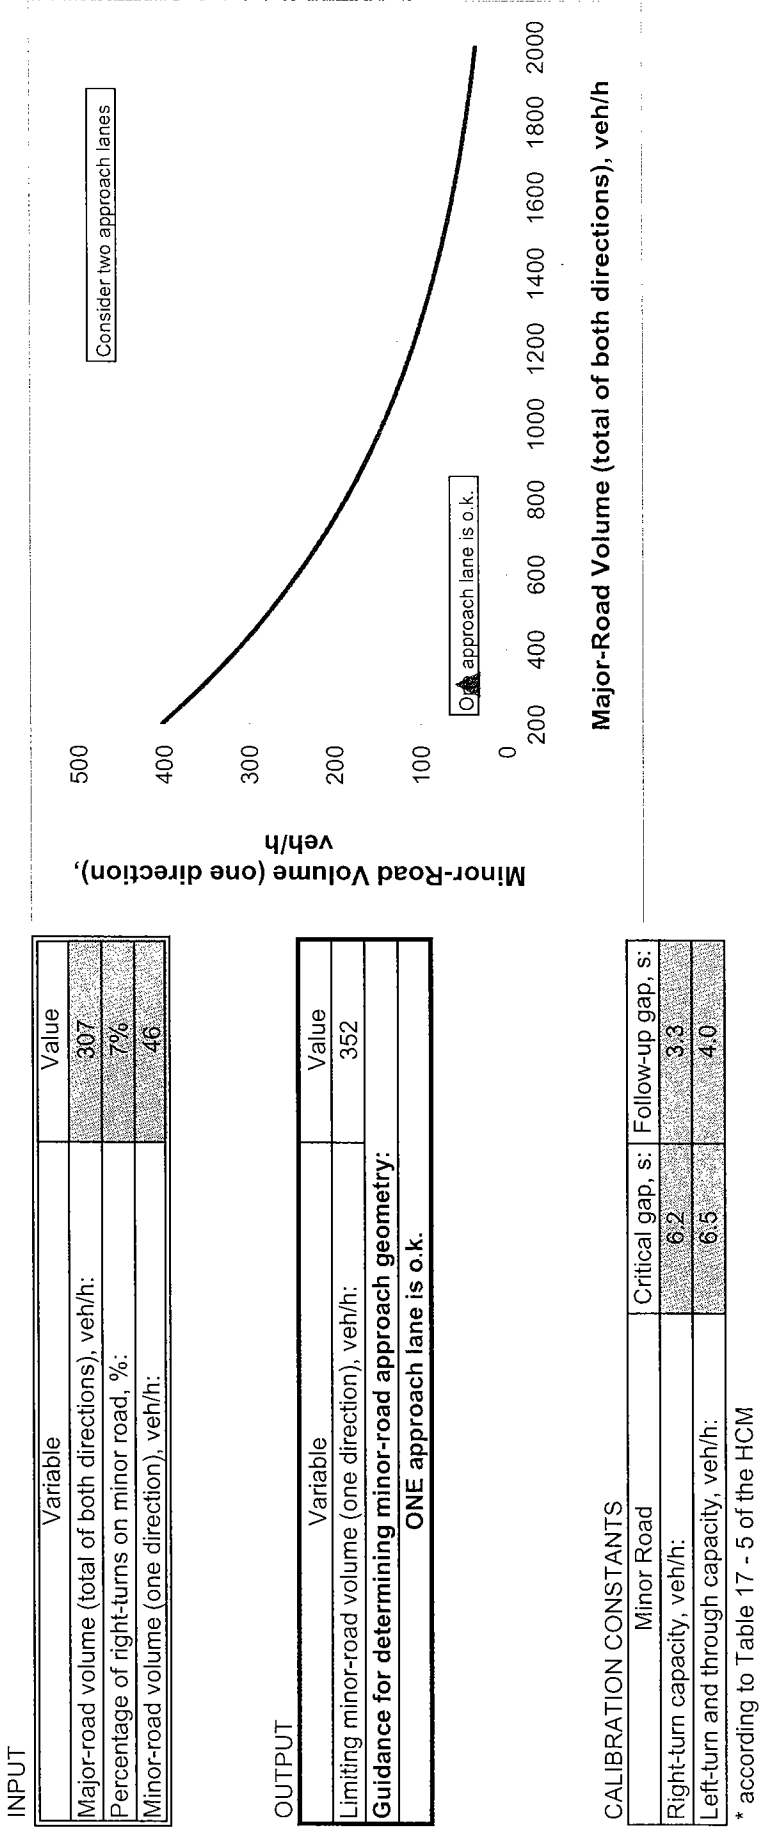 INPUT
Variable Value
Major-road volume (total of both directions), veh/h: 307
Percentage of right-turns on minor road, %: 7%
Minor-road volume (one direction), veh/h: 46
OUTPUT
Variable Value
Limiting minor-road volume (one direction), veh/h: 352
Guidance for determining minor-road approach geometry:
ONE approach lane is o.k.
CALIBRATION CONSTANTS
Minor Road Critical gap, s: Follow-up gap, s:
Right-turn capacity, veh/h: 6.2 3.3
Left-turn and through capacity, veh/h: 6.5 4.0
* according to Table 17 - 5 of the HCM
Minor-Road Volume (one direction),
veh/h
500
400
300
200
100
0
Consider two approach lanes
approach lane is o.k.
200 400 600 800 1000 1200 1400 1600 1800 2000
Major-Road Volume (total of both directions), veh/h